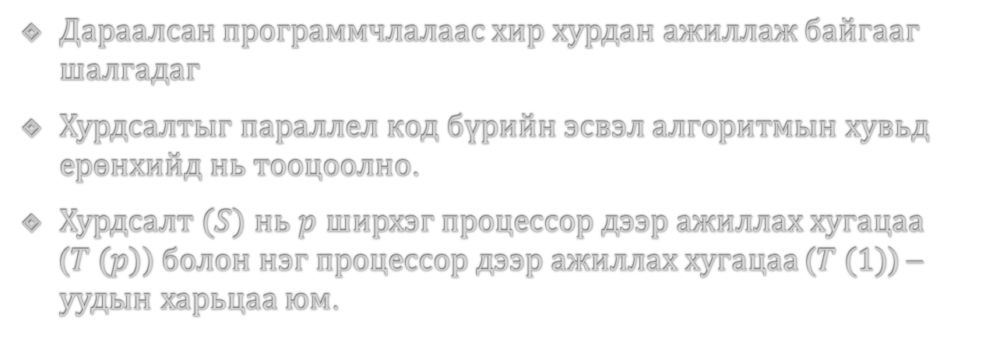 Дараалсан программчлалаас хир хурдан ажиллаж байгааг
шалгадаг
Хурдсалтыг параллел код бүрийн эсвэл алгоритмын хувьд
ерөнхийд нь тооцоолно.
Хурдсалт (S) нь p ширхэг процессор дээр ажиллах хугацаа
(T (p)) болон нэг процессор дээр ажиллах хугацаа (T (1)) –
уудын харьцаа юм.